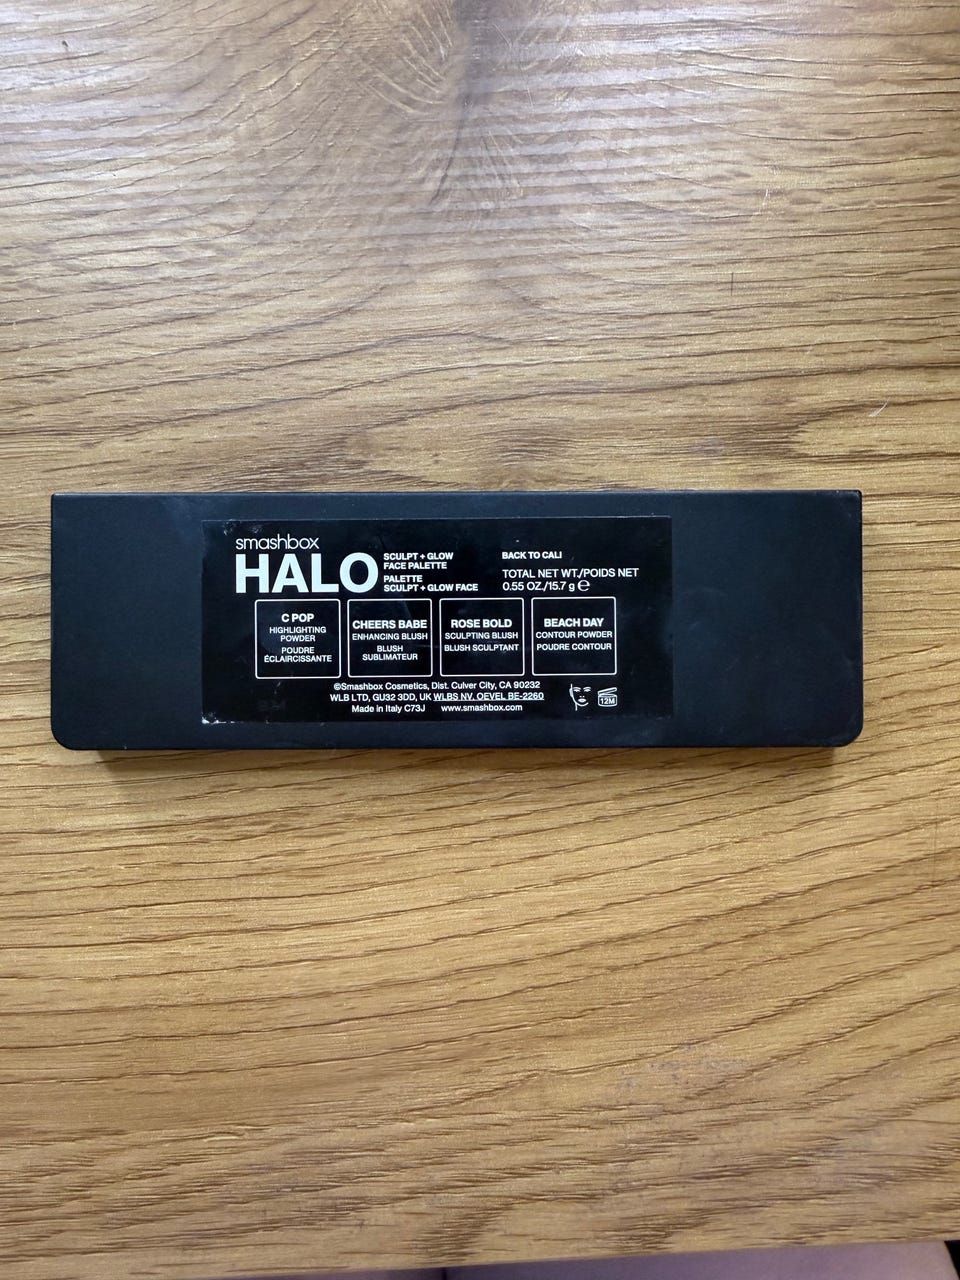 smashbox
HALO
SCULPT + GLOW
FACE PALETTE
PALETTE
SCULPT + GLOW FACE
BACK TO CALI
TOTAL NET WT./POIDS NET
0.55 OZ./15.7 g ℮
C POP
HIGHLIGHTING
POWDER
POUDRE
ÉCLAIRCISSANTE
CHEERS BABE
ENHANCING BLUSH
BLUSH
SUBLIMATEUR
ROSE BOLD
SCULPTING BLUSH
BLUSH SCULPTANT
BEACH DAY
CONTOUR POWDER
POUDRE CONTOUR
©Smashbox Cosmetics, Dist. Culver City, CA 90232
WLB LTD, GU32 3DD, UK WLBS NV. OEVEL BE-2260
Made in Italy C73J www.smashbox.com
12M